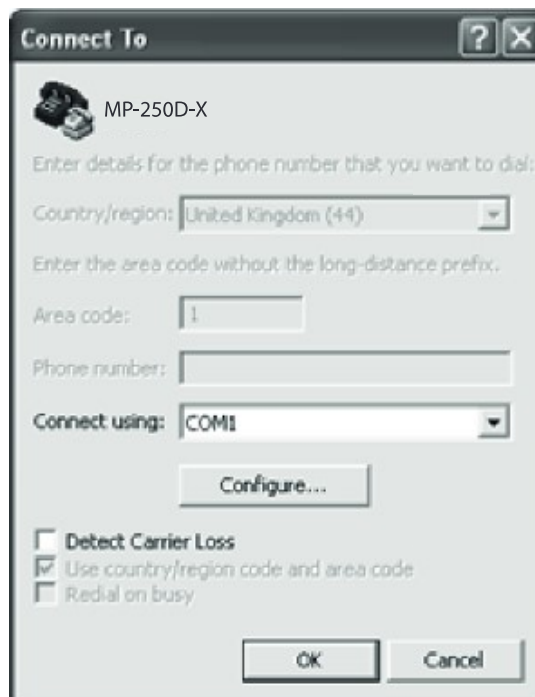 Connect To
MP-250D-X
Enter details for the phone number that you want to dial:
Country/region: United Kingdom (44)
Enter the area code without the long-distance prefix.
Area code: 1
Phone number:
Connect using: COM1
Configure...
Detect Carrier Loss
Use country/region code and area code
Redial on busy
OK Cancel